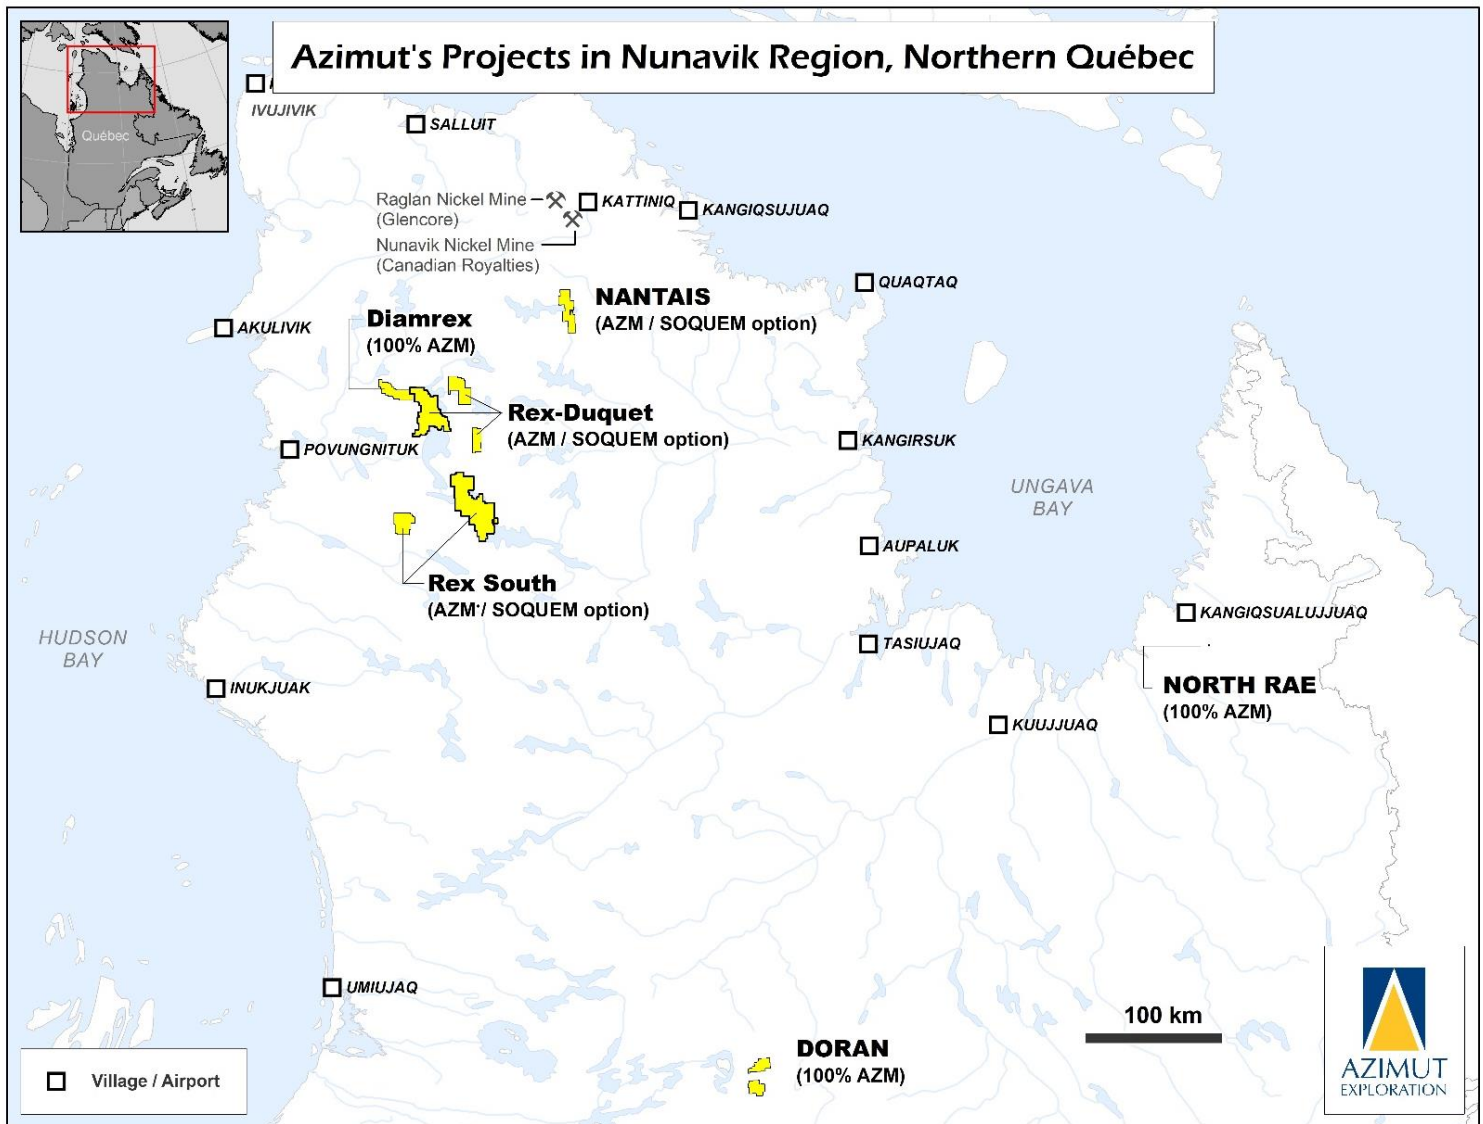 Azimut's Projects in Nunavik Region, Northern Québec
Québec
IVUJIVIK
SALLUIT
Raglan Nickel Mine
(Glencore)
KATTINIQ
KANGIQSUJUAQ
Nunavik Nickel Mine
(Canadian Royalties)
QUAQTAQ
NANTAIS
(AZM / SOQUEM option)
Diamrex
(100% AZM)
AKULIVIK
Rex-Duquet
(AZM / SOQUEM option)
POVUNGNITUK
KANGIRSUK
UNGAVA
BAY
AUPALUK
Rex South
(AZM / SOQUEM option)
KANGIQSUALUJJUAQ
HUDSON
BAY
TASIUJAQ
INUKJUAK
NORTH RAE
(100% AZM)
KUUJJUAQ
UMIUJAQ
100 km
DORAN
(100% AZM)
Village / Airport
AZIMUT
EXPLORATION